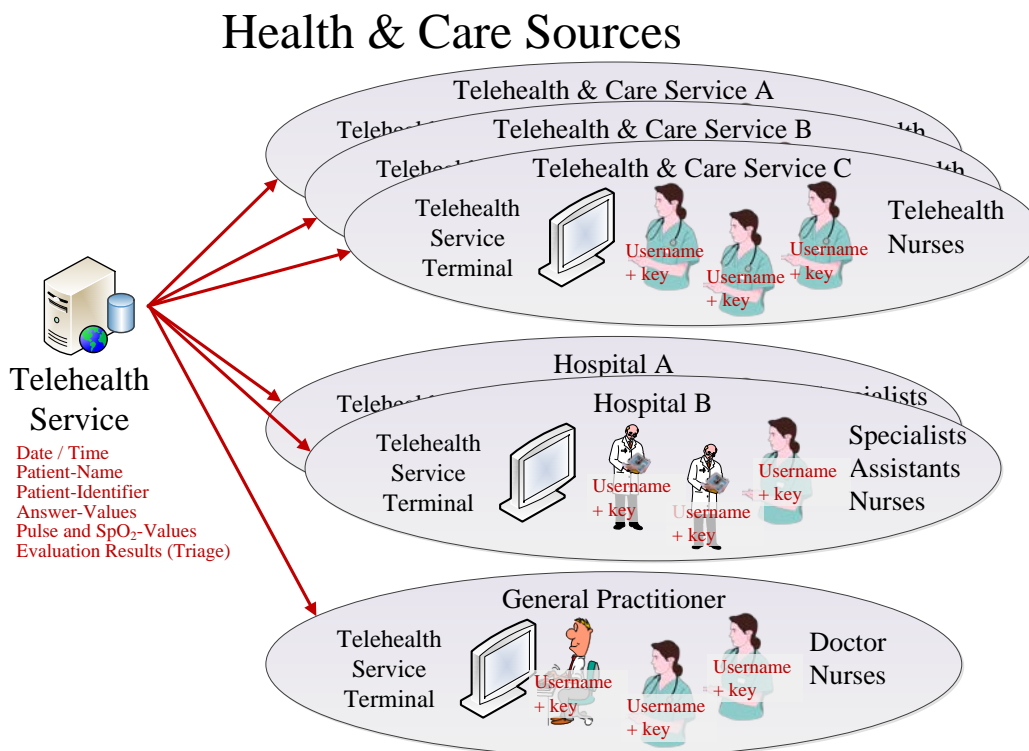 Health & Care Sources
Telehealth & Care Service A
Telehealth & Care Service B
Telehealth & Care Service C
Telehealth
Service
Terminal
Username
+ key
Username
+ key
Username
+ key
Telehealth
Nurses
Telehealth
Service
Date / Time
Patient-Name
Patient-Identifier
Answer-Values
Pulse and SpO₂-Values
Evaluation Results (Triage)
Hospital A
Hospital B
Telehealth
Service
Terminal
Username
+ key
Username
+ key
Username
+ key
Specialists
Assistants
Nurses
General Practitioner
Telehealth
Service
Terminal
Username
+ key
Username
+ key
Username
+ key
Doctor
Nurses